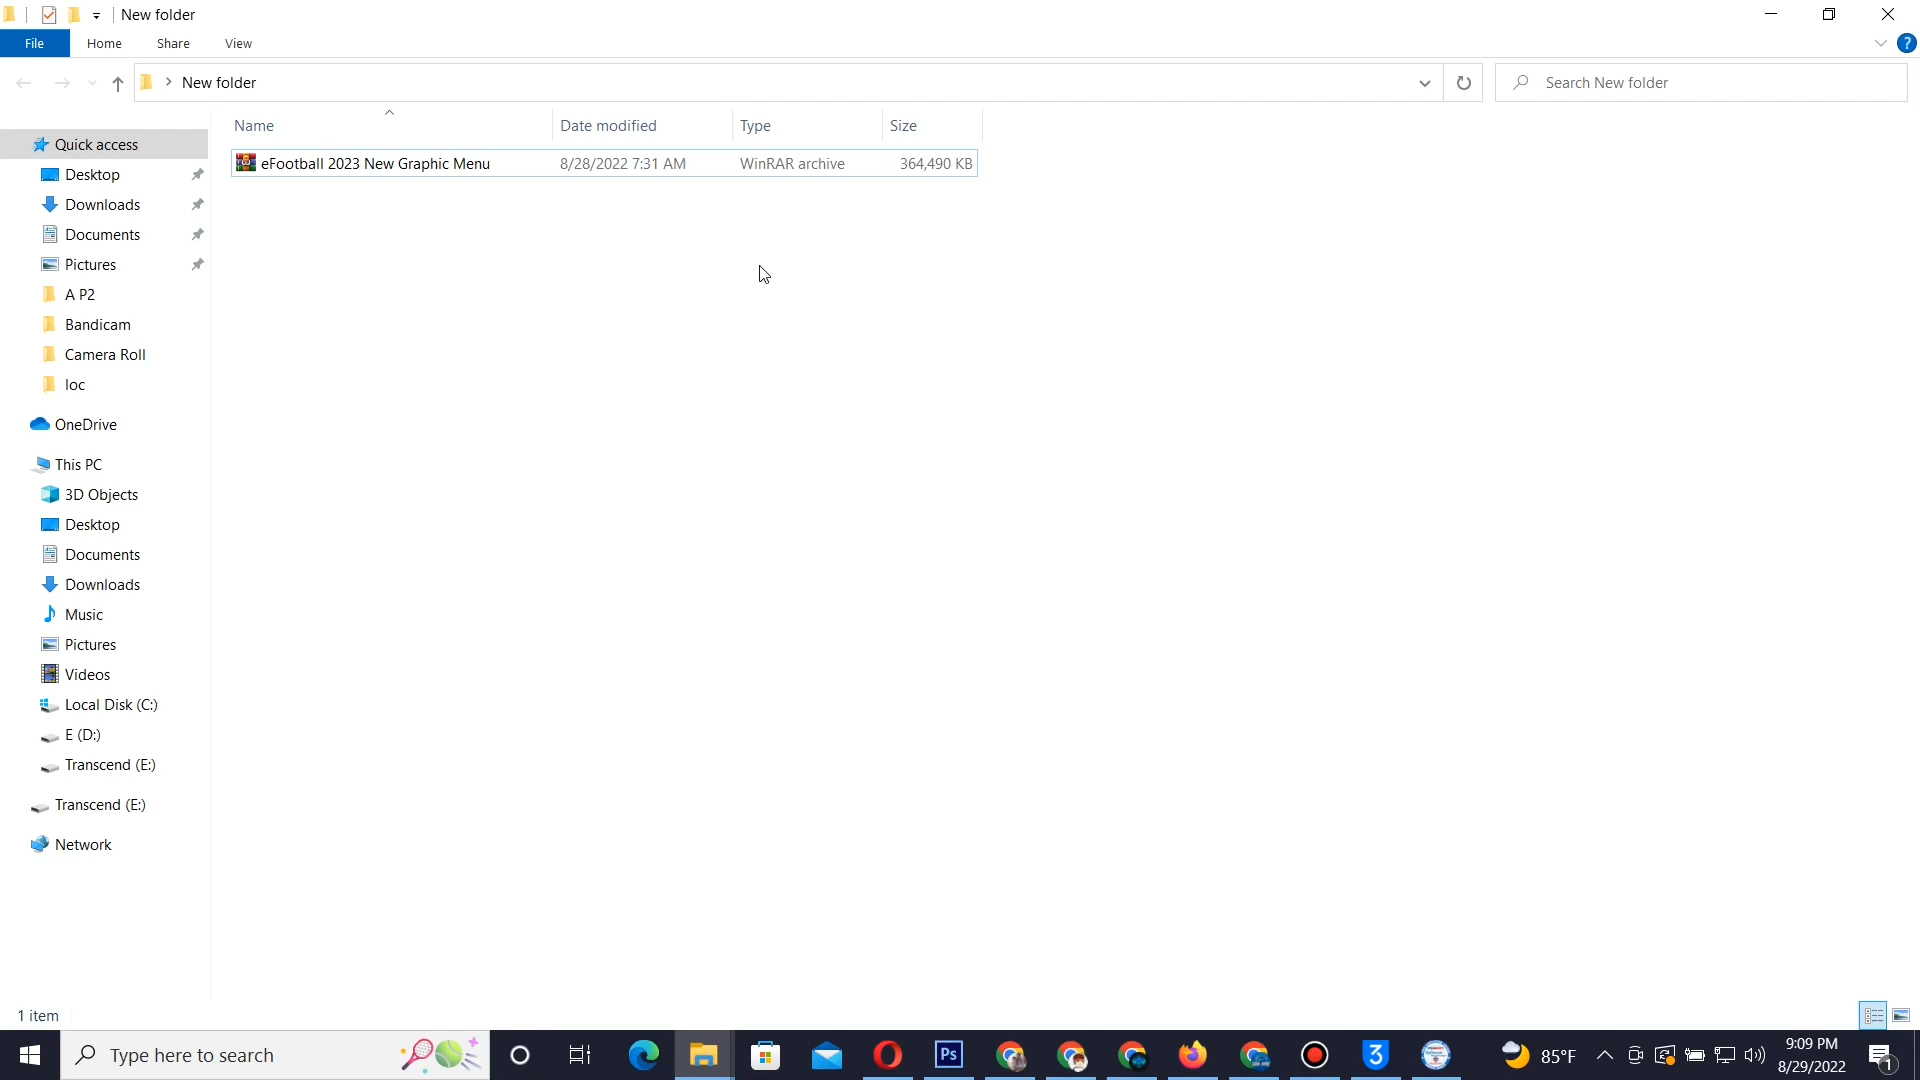 New folder
File Home Share View ?
New folder
Search New folder
Name Date modified Type Size
eFootball 2023 New Graphic Menu 8/28/2022 7:31 AM WinRAR archive 364,490 KB
Quick access
Desktop
Downloads
Documents
Pictures
A P2
Bandicam
Camera Roll
loc
OneDrive
This PC
3D Objects
Desktop
Documents
Downloads
Music
Pictures
Videos
Local Disk (C:)
E (D:)
Transcend (E:)
Transcend (E:)
Network
1 item
Type here to search
Ps
3
85°F
9:09 PM
8/29/2022
1